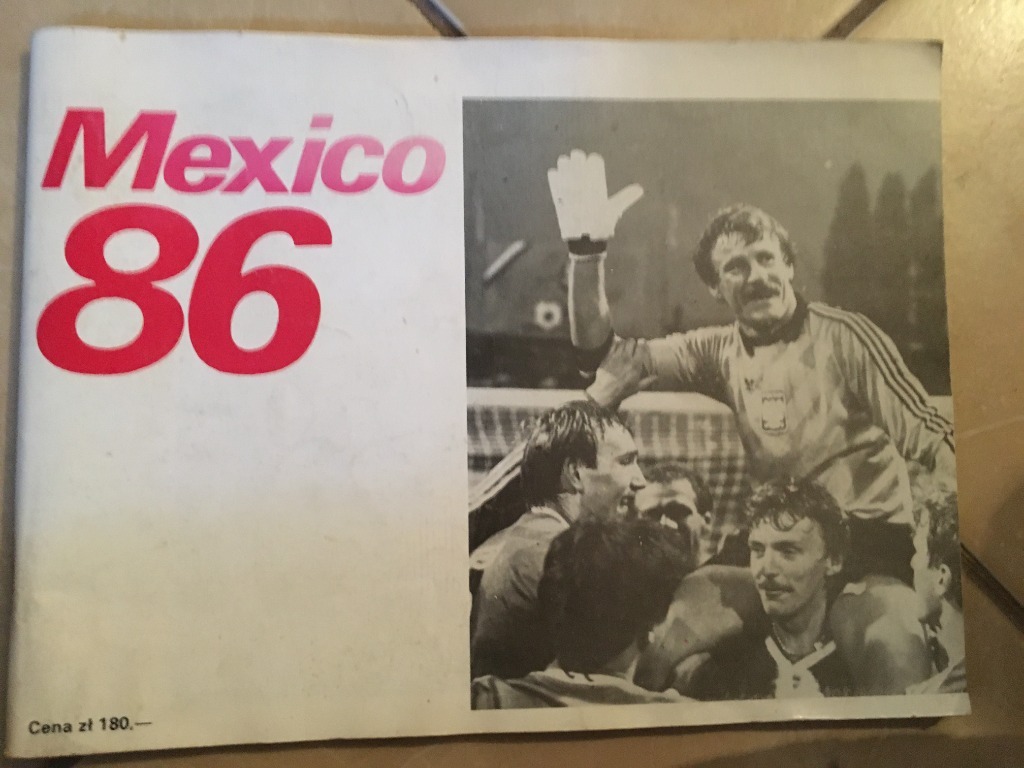 Mexico
86
Cena zł 180.—